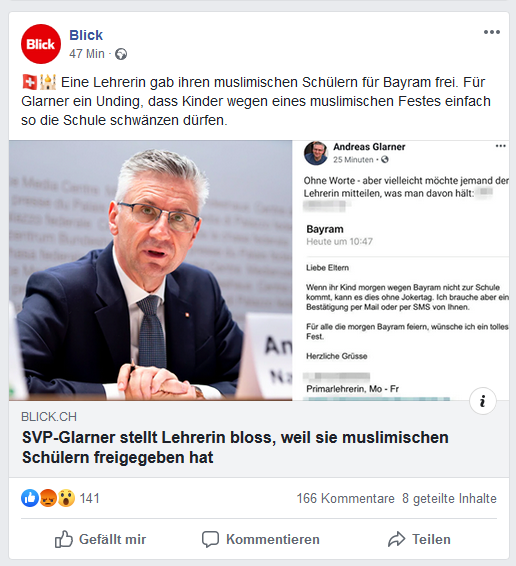 Blick
Blick
47 Min ·
Eine Lehrerin gab ihren muslimischen Schülern für Bayram frei. Für
Glarner ein Unding, dass Kinder wegen eines muslimischen Festes einfach
so die Schule schwänzen dürfen.
Andreas Glarner
25 Minuten ·
Ohne Worte - aber vielleicht möchte jemand der
Lehrerin mitteilen, was man davon hält:
Bayram
Heute um 10:47
Liebe Eltern
Wenn ihr Kind morgen wegen Bayram nicht zur Schule
kommt, kann es dies ohne Jokertag. Ich brauche aber ein
Bestätigung per Mail oder per SMS von Ihnen.
Für alle die morgen Bayram feiern, wünsche ich ein tolles
Fest.
Herzliche Grüsse
Primarlehrerin, Mo - Fr
An
Na
BLICK.CH
SVP-Glarner stellt Lehrerin bloss, weil sie muslimischen
Schülern freigegeben hat
141
166 Kommentare 8 geteilte Inhalte
Gefällt mir
Kommentieren
Teilen